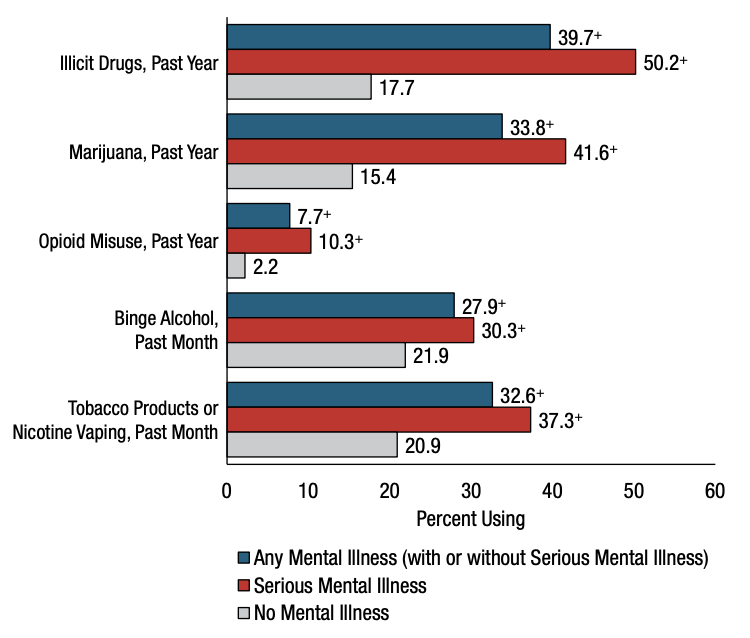 Illicit Drugs, Past Year
39.7+
50.2+
17.7
Marijuana, Past Year
33.8+
41.6+
15.4
Opioid Misuse, Past Year
7.7+
10.3+
2.2
Binge Alcohol,
Past Month
27.9+
30.3+
21.9
Tobacco Products or
Nicotine Vaping, Past Month
32.6+
37.3+
20.9
0 10 20 30 40 50 60
Percent Using
Any Mental Illness (with or without Serious Mental Illness)
Serious Mental Illness
No Mental Illness